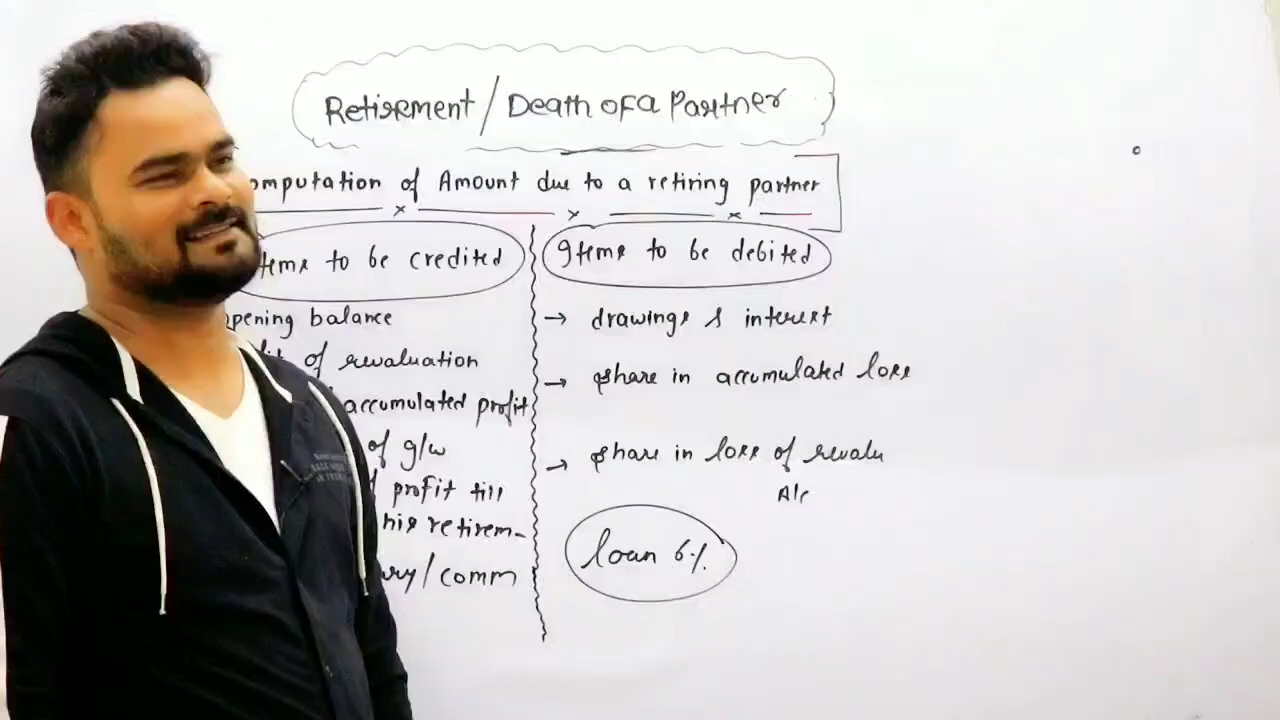 Retirement / Death of a Partner
omputation of Amount due to a retiring partner
tems to be credited
pening balance
of revaluation
accumulated profit
of g/w
profit till
his retirem-
/comm
Items to be debited
→ drawings & interest
→ share in accumulated loss
→ share in loss of revalu
A/c
loan 6%.